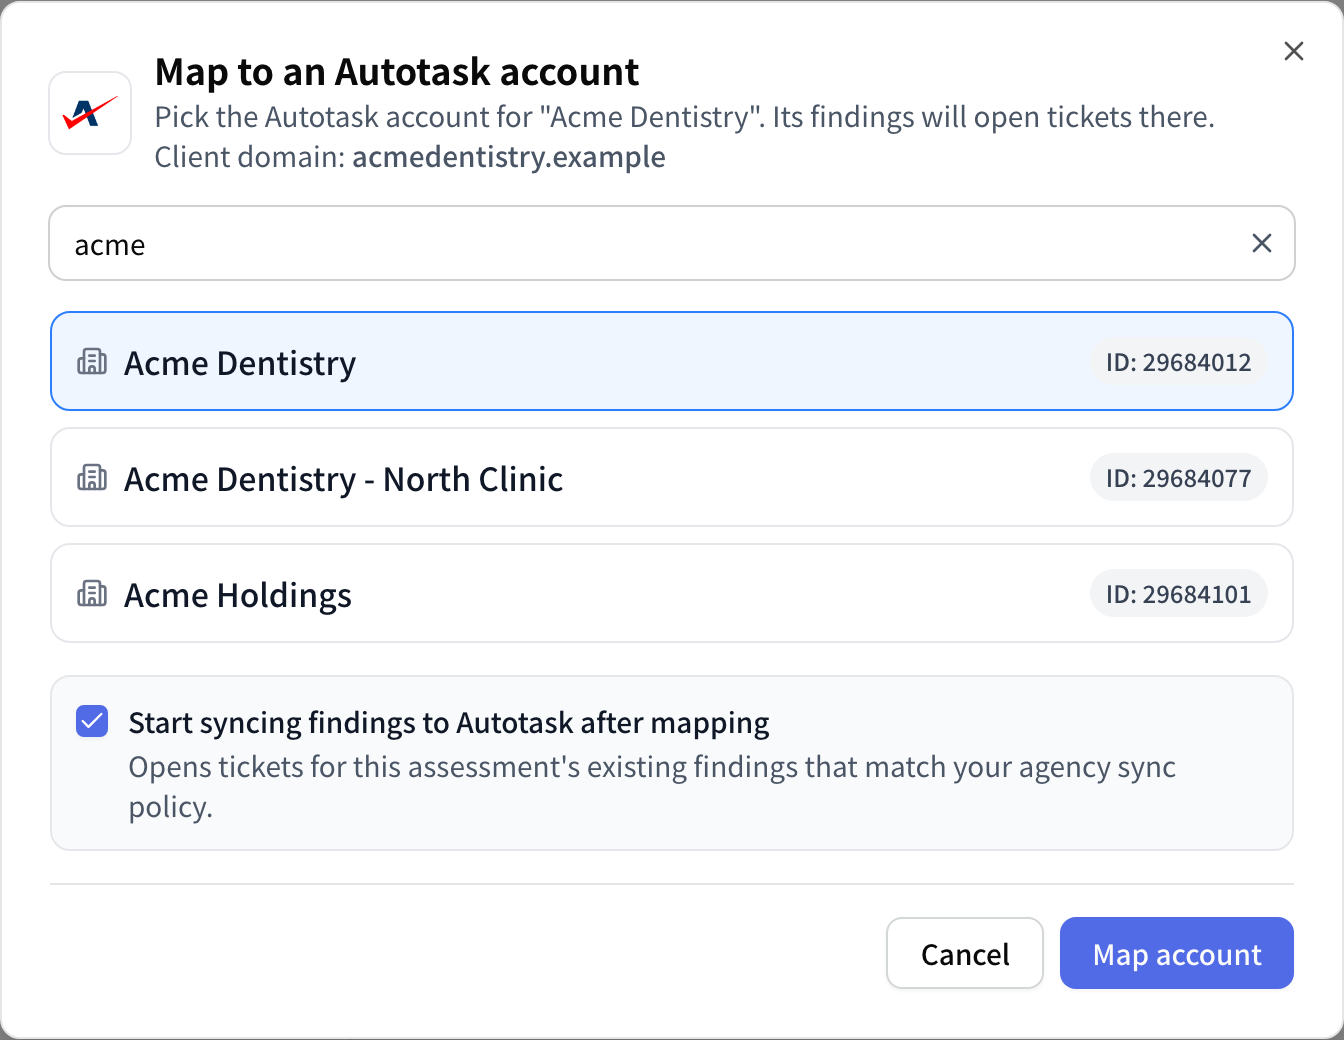 Map to an Autotask account
Pick the Autotask account for "Acme Dentistry". Its findings will open tickets there.
Client domain: acmedentistry.example
acme
Acme Dentistry ID: 29684012
Acme Dentistry - North Clinic ID: 29684077
Acme Holdings ID: 29684101
Start syncing findings to Autotask after mapping
Opens tickets for this assessment's existing findings that match your agency sync
policy.
Cancel Map account